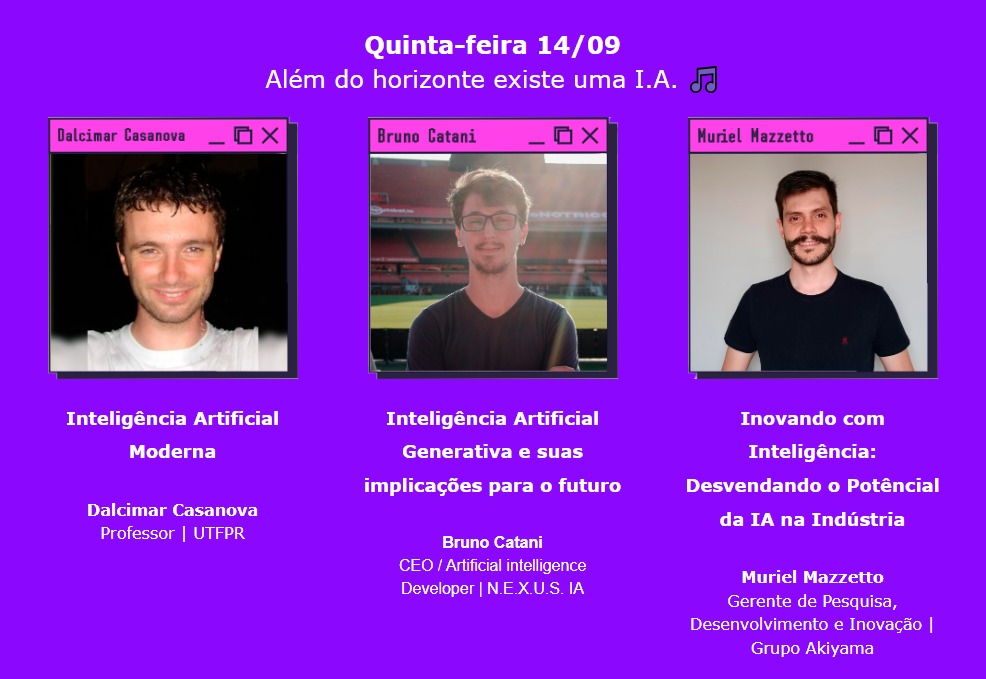 Quinta-feira 14/09
Além do horizonte existe uma I.A.
Dalcimar Casanova
Bruno Catani
Muriel Mazzetto
Inteligência Artificial
Moderna
Dalcimar Casanova
Professor | UTFPR
Inteligência Artificial
Generativa e suas
implicações para o futuro
Bruno Catani
CEO / Artificial intelligence
Developer | N.E.X.U.S. IA
Inovando com
Inteligência:
Desvendando o Potêncial
da IA na Indústria
Muriel Mazzetto
Gerente de Pesquisa,
Desenvolvimento e Inovação |
Grupo Akiyama